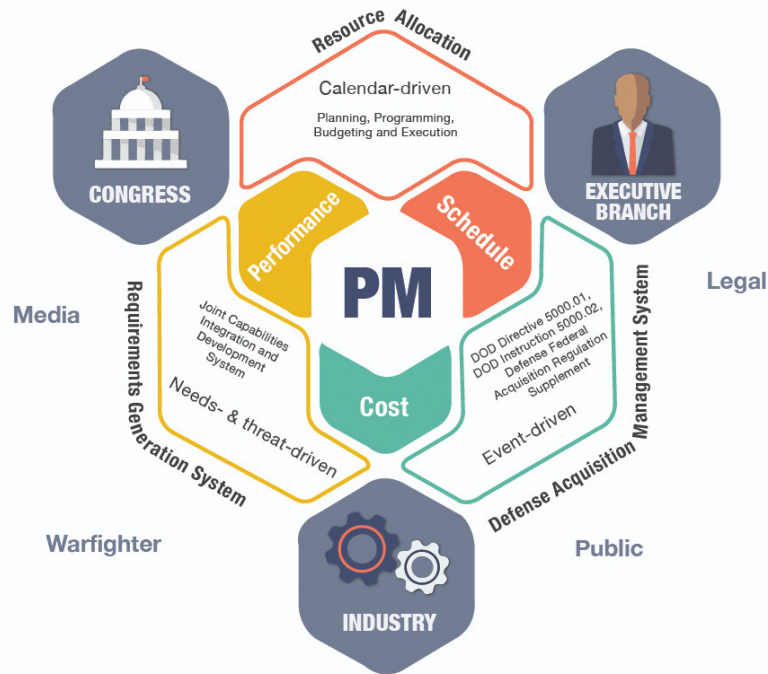 Resource Allocation
Calendar-driven
Planning, Programming,
Budgeting and Execution
CONGRESS
EXECUTIVE
BRANCH
Performance
Schedule
PM
Cost
Media
Legal
Requirements Generation System
Joint Capabilities
Integration and
Development
System
Needs- & threat-driven
DOD Directive 5000.01,
DOD Instruction 5000.02,
Defense Federal
Acquisition Regulation
Supplement
Event-driven
Defense Acquisition Management System
Warfighter
Public
INDUSTRY